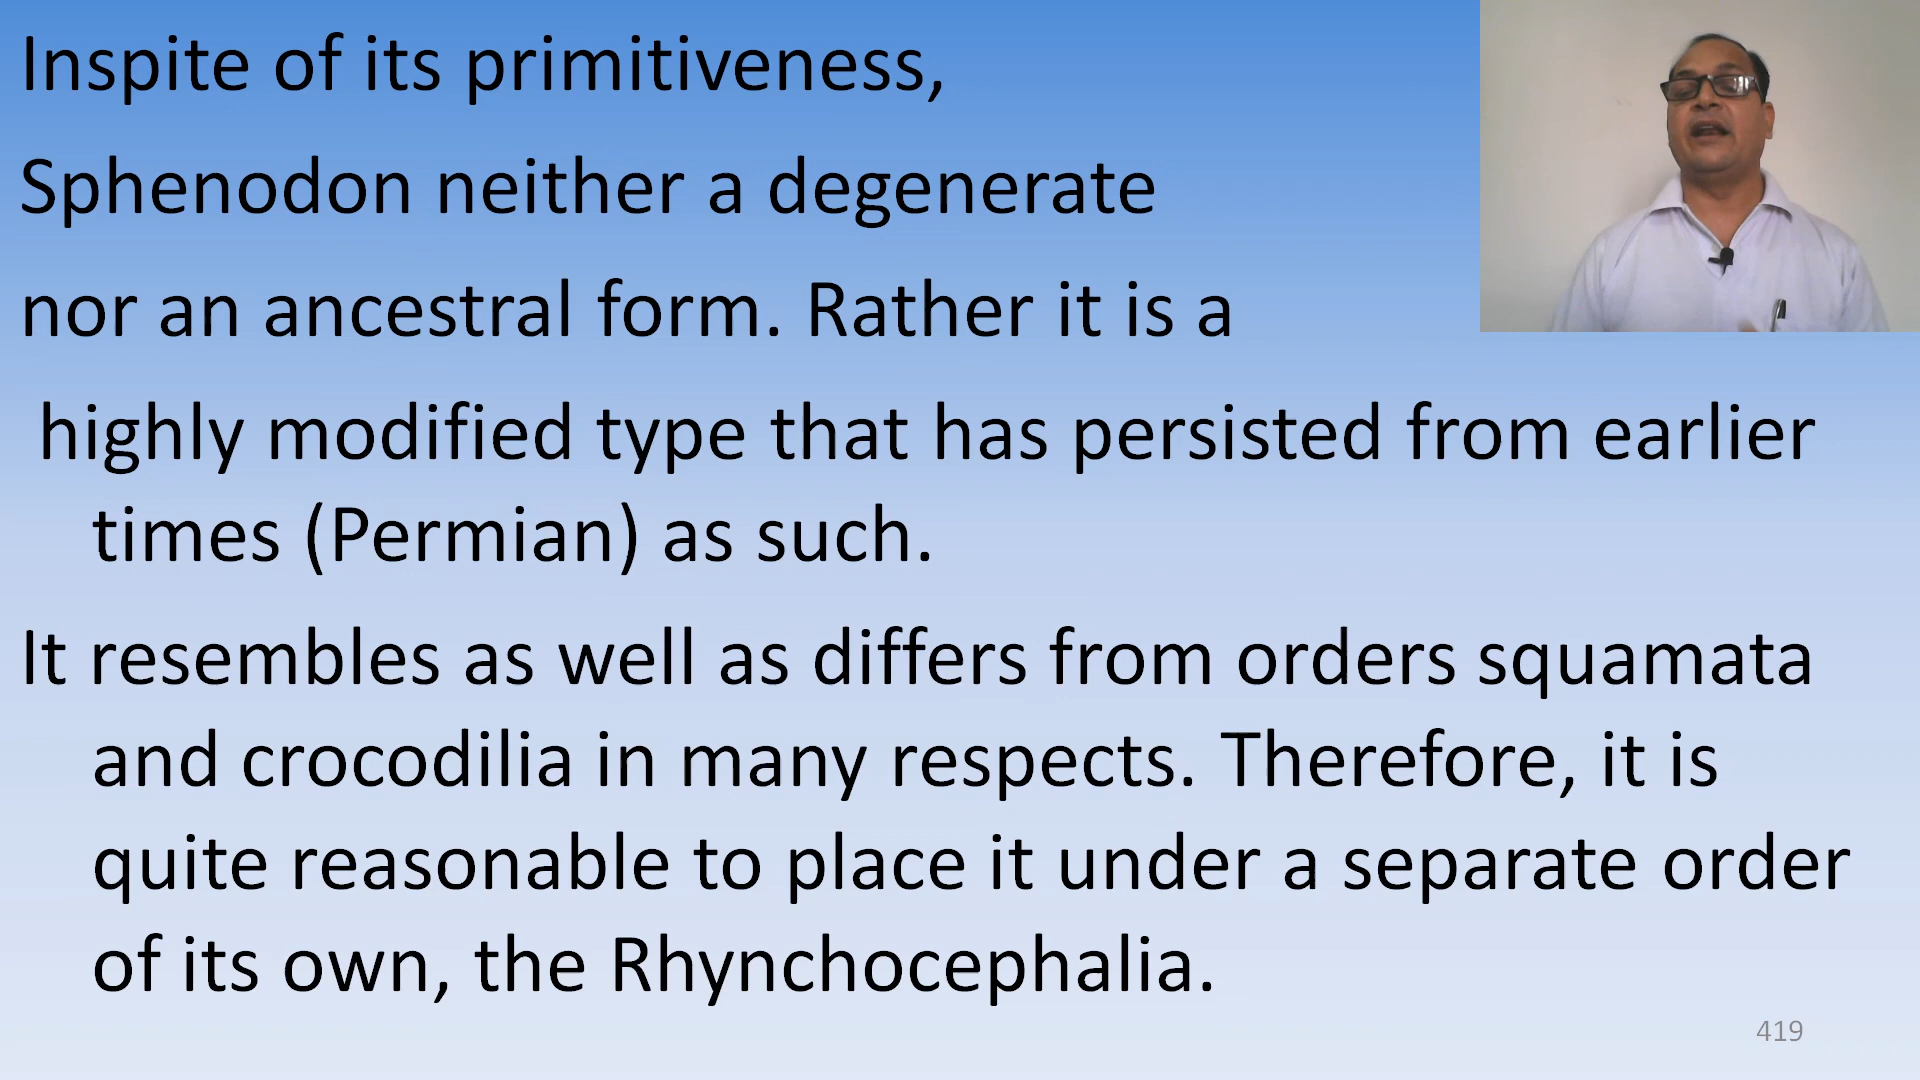 Inspite of its primitiveness,
Sphenodon neither a degenerate
nor an ancestral form. Rather it is a
highly modified type that has persisted from earlier
times (Permian) as such.
It resembles as well as differs from orders squamata
and crocodilia in many respects. Therefore, it is
quite reasonable to place it under a separate order
of its own, the Rhynchocephalia.
419